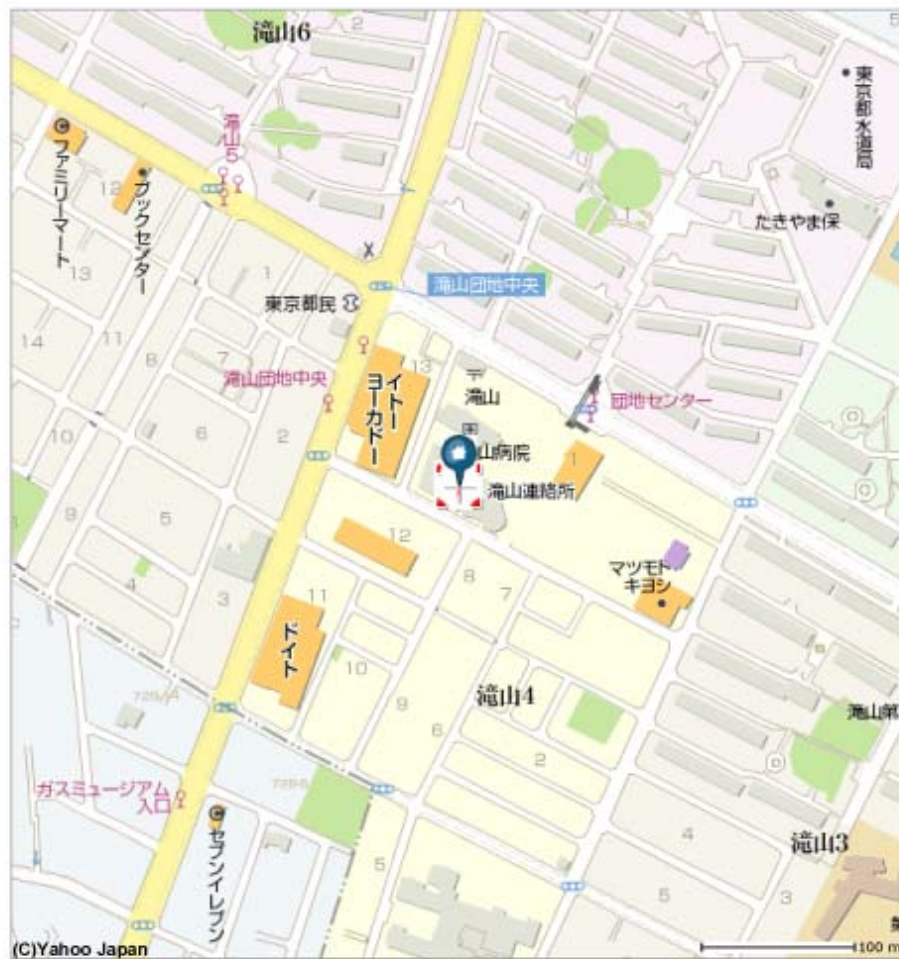 滝山6
2
5
東京都水道局
滝山5
ファミリーマート
12
ブックセンター
たきやま保
13
1
東京都民
滝山団地中央
14
11
8
7
滝山団地中央
イトー
ヨーカドー
13
滝山
団地センター
10
6
2
山病院
1
滝山連絡所
9
5
12
マツモト
キヨシ
4
3
8
7
11
ドイト
10
滝山4
9
6
滝山第
2
ガスミュージアム
入口
セブンイレブン
4
滝山3
5
5
3
(C)Yahoo Japan
100 m